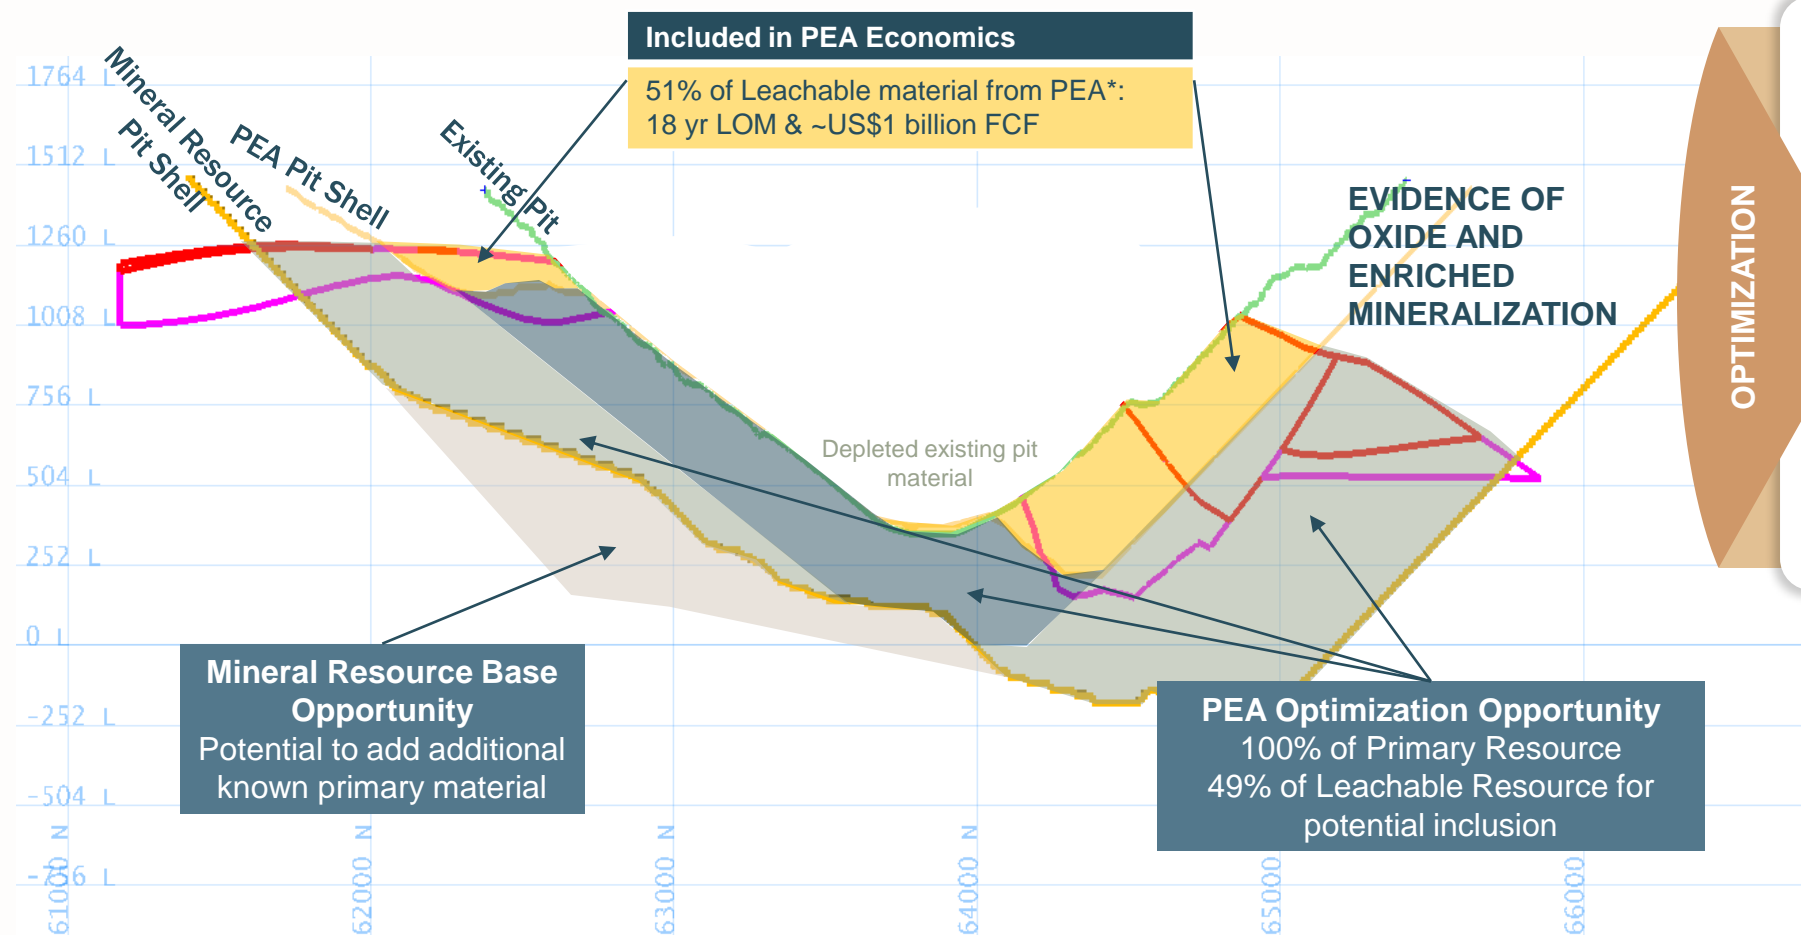 Included in PEA Economics
51% of Leachable material from PEA*:
18 yr LOM & ~US$1 billion FCF
Mineral Resource
Pit Shell
PEA Pit Shell
Existing Pit
EVIDENCE OF
OXIDE AND
ENRICHED
MINERALIZATION
OPTIMIZATION
Depleted existing pit
material
Mineral Resource Base
Opportunity
Potential to add additional
known primary material
PEA Optimization Opportunity
100% of Primary Resource
49% of Leachable Resource for
potential inclusion
1764 L
1512 L
1260 L
1008 L
756 L
504 L
252 L
0 L
-252 L
-504 L
-756 L
61000 N
62000 N
63000 N
64000 N
65000
66000